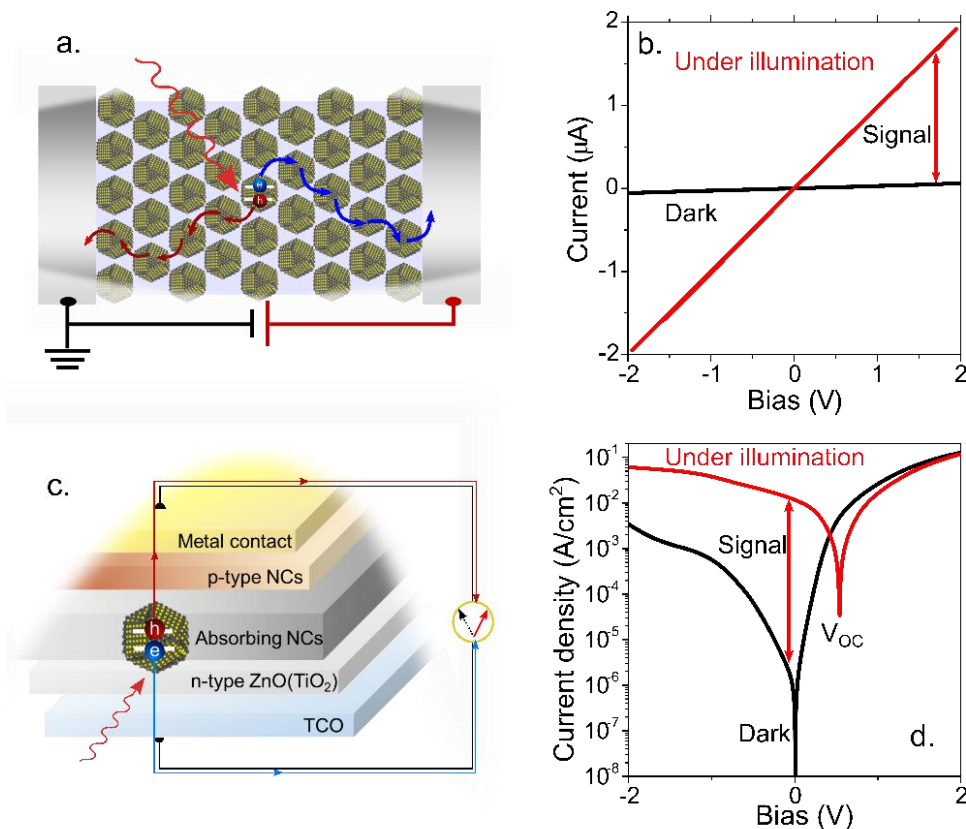 a.
e
h
b.
Under illumination
Signal
Dark
Current (μA)
2
1
0
-1
-2
-2
-1
0
1
2
Bias (V)
c.
Metal contact
p-type NCs
h
Absorbing NCs
e
n-type ZnO(TiO₂)
TCO
Under illumination
Signal
V_OC
Dark
d.
Current density (A/cm²)
10⁻¹
10⁻²
10⁻³
10⁻⁴
10⁻⁵
10⁻⁶
10⁻⁷
10⁻⁸
-2
0
2
Bias (V)